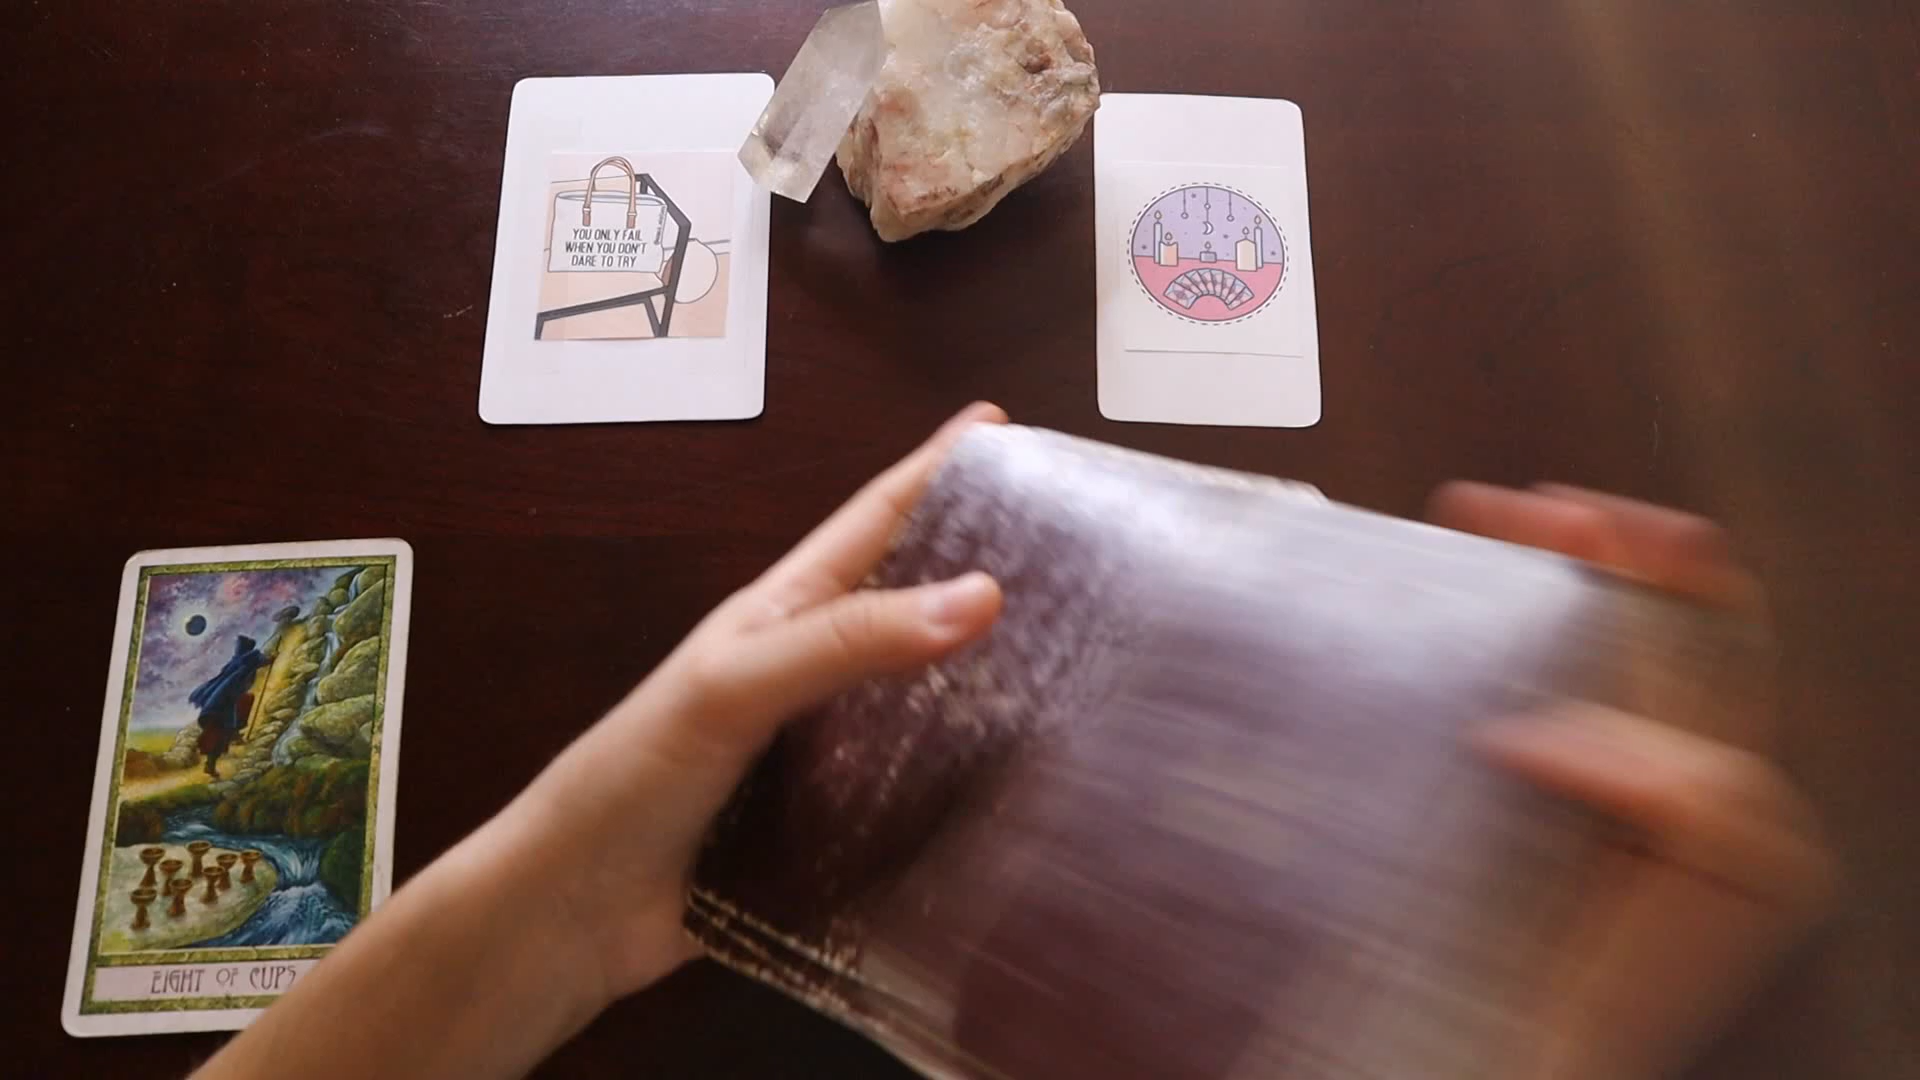 YOU ONLY FAIL
WHEN YOU DON'T
DARE TO TRY
EIGHT OF CUPS